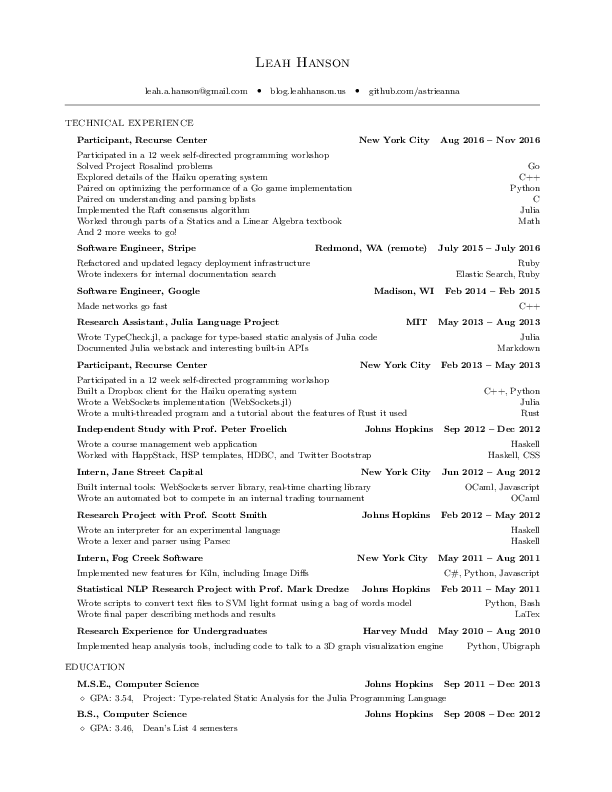 Leah Hanson
leah.a.hanson@gmail.com • blog.leahhanson.us • github.com/astrieanna
TECHNICAL EXPERIENCE
Participant, Recurse Center New York City Aug 2016 – Nov 2016
Participated in a 12 week self-directed programming workshop
Solved Project Rosalind problems Go
Explored details of the Haiku operating system C++
Paired on optimizing the performance of a Go game implementation Python
Paired on understanding and parsing bplists C
Implemented the Raft consensus algorithm Julia
Worked through parts of a Statics and a Linear Algebra textbook Math
And 2 more weeks to go!
Software Engineer, Stripe Redmond, WA (remote) July 2015 – July 2016
Refactored and updated legacy deployment infrastructure Ruby
Wrote indexers for internal documentation search Elastic Search, Ruby
Software Engineer, Google Madison, WI Feb 2014 – Feb 2015
Made networks go fast C++
Research Assistant, Julia Language Project MIT May 2013 – Aug 2013
Wrote TypeCheck.jl, a package for type-based static analysis of Julia code Julia
Documented Julia webstack and interesting built-in APIs Markdown
Participant, Recurse Center New York City Feb 2013 – May 2013
Participated in a 12 week self-directed programming workshop
Built a Dropbox client for the Haiku operating system C++, Python
Wrote a WebSockets implementation (WebSockets.jl) Julia
Wrote a multi-threaded program and a tutorial about the features of Rust it used Rust
Independent Study with Prof. Peter Froelich Johns Hopkins Sep 2012 – Dec 2012
Wrote a course management web application Haskell
Worked with HappStack, HSP templates, HDBC, and Twitter Bootstrap Haskell, CSS
Intern, Jane Street Capital New York City Jun 2012 – Aug 2012
Built internal tools: WebSockets server library, real-time charting library OCaml, Javascript
Wrote an automated bot to compete in an internal trading tournament OCaml
Research Project with Prof. Scott Smith Johns Hopkins Feb 2012 – May 2012
Wrote an interpreter for an experimental language Haskell
Wrote a lexer and parser using Parsec Haskell
Intern, Fog Creek Software New York City May 2011 – Aug 2011
Implemented new features for Kiln, including Image Diffs C#, Python, Javascript
Statistical NLP Research Project with Prof. Mark Dredze Johns Hopkins Feb 2011 – May 2011
Wrote scripts to convert text files to SVM light format using a bag of words model Python, Bash
Wrote final paper describing methods and results LaTex
Research Experience for Undergraduates Harvey Mudd May 2010 – Aug 2010
Implemented heap analysis tools, including code to talk to a 3D graph visualization engine Python, Ubigraph
EDUCATION
M.S.E., Computer Science Johns Hopkins Sep 2011 – Dec 2013
⋄ GPA: 3.54, Project: Type-related Static Analysis for the Julia Programming Language
B.S., Computer Science Johns Hopkins Sep 2008 – Dec 2012
⋄ GPA: 3.46, Dean's List 4 semesters